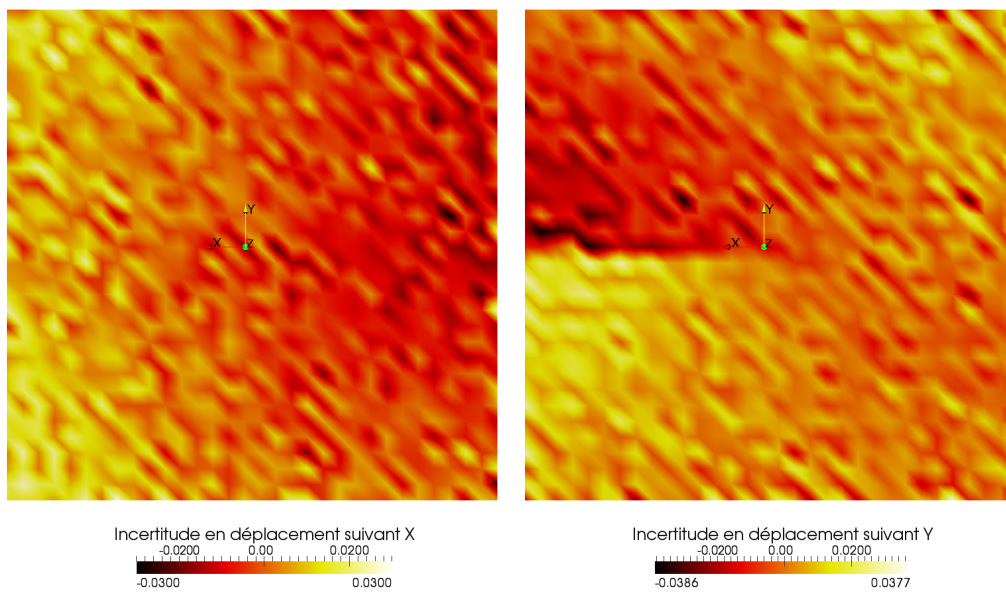 Y
X
Z
Y
X
Z
Incertitude en déplacement suivant X
-0.0200 0.00 0.0200
-0.0300 0.0300
Incertitude en déplacement suivant Y
-0.0200 0.00 0.0200
-0.0386 0.0377